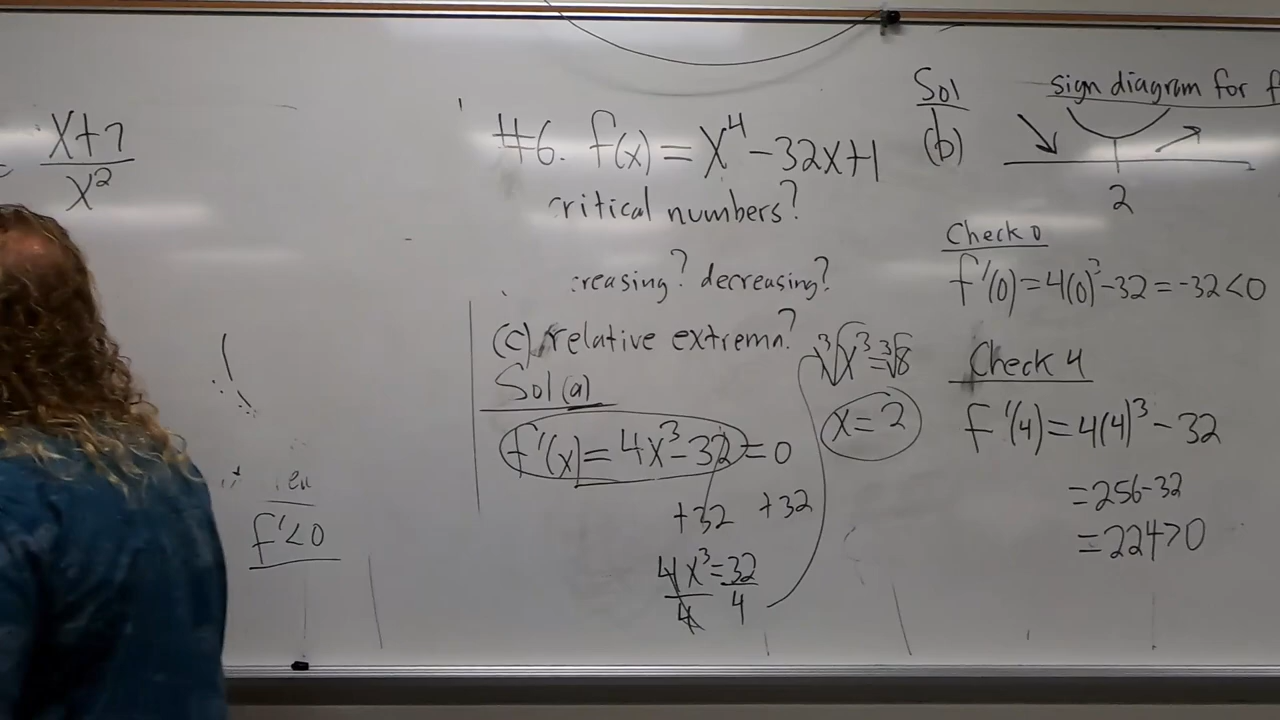 x+7
x²
f'<0
#6. f(x)=x⁴-32x+1
critical numbers?
creasing? decreasing?
(c) relative extrema?
Sol(a)
f'(x)=4x³-32=0
+32 +32
4x³=32
4 4
³√x³=³√8
x=2
Sol
(b)
sign diagram for f
2
Check 0
f'(0)=4(0)³-32=-32<0
Check 4
f'(4)=4(4)³-32
=256-32
=224>0